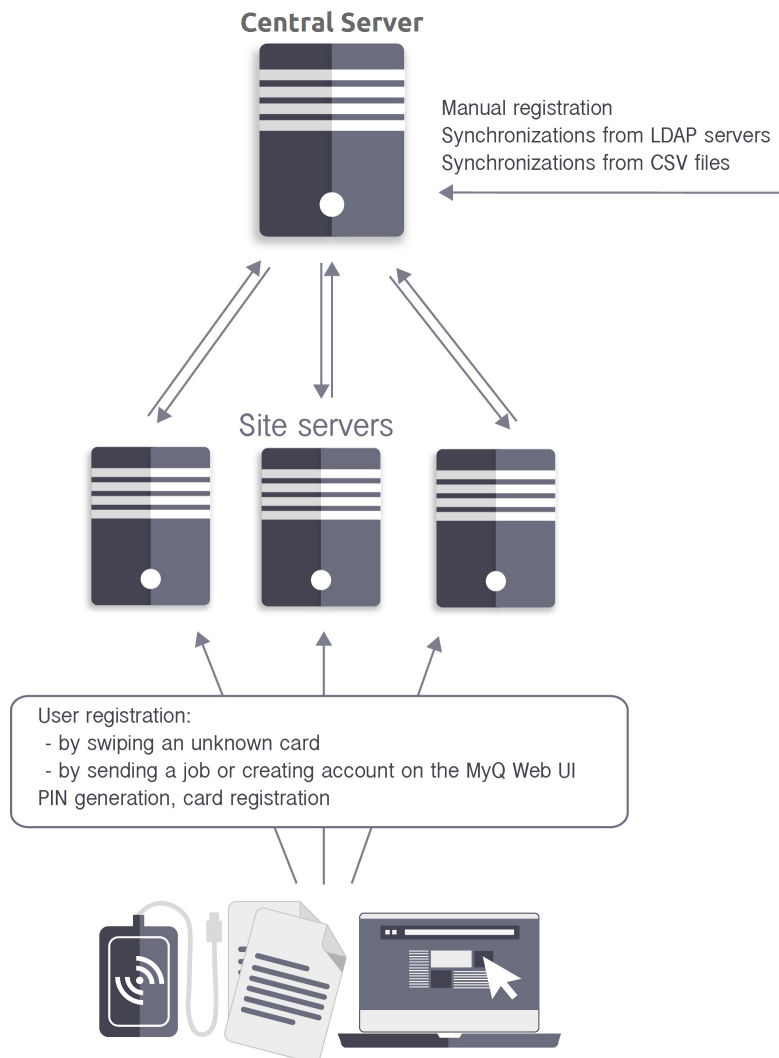 Central Server
Manual registration
Synchronizations from LDAP servers
Synchronizations from CSV files
Site servers
User registration:
- by swiping an unknown card
- by sending a job or creating account on the MyQ Web UI
PIN generation, card registration